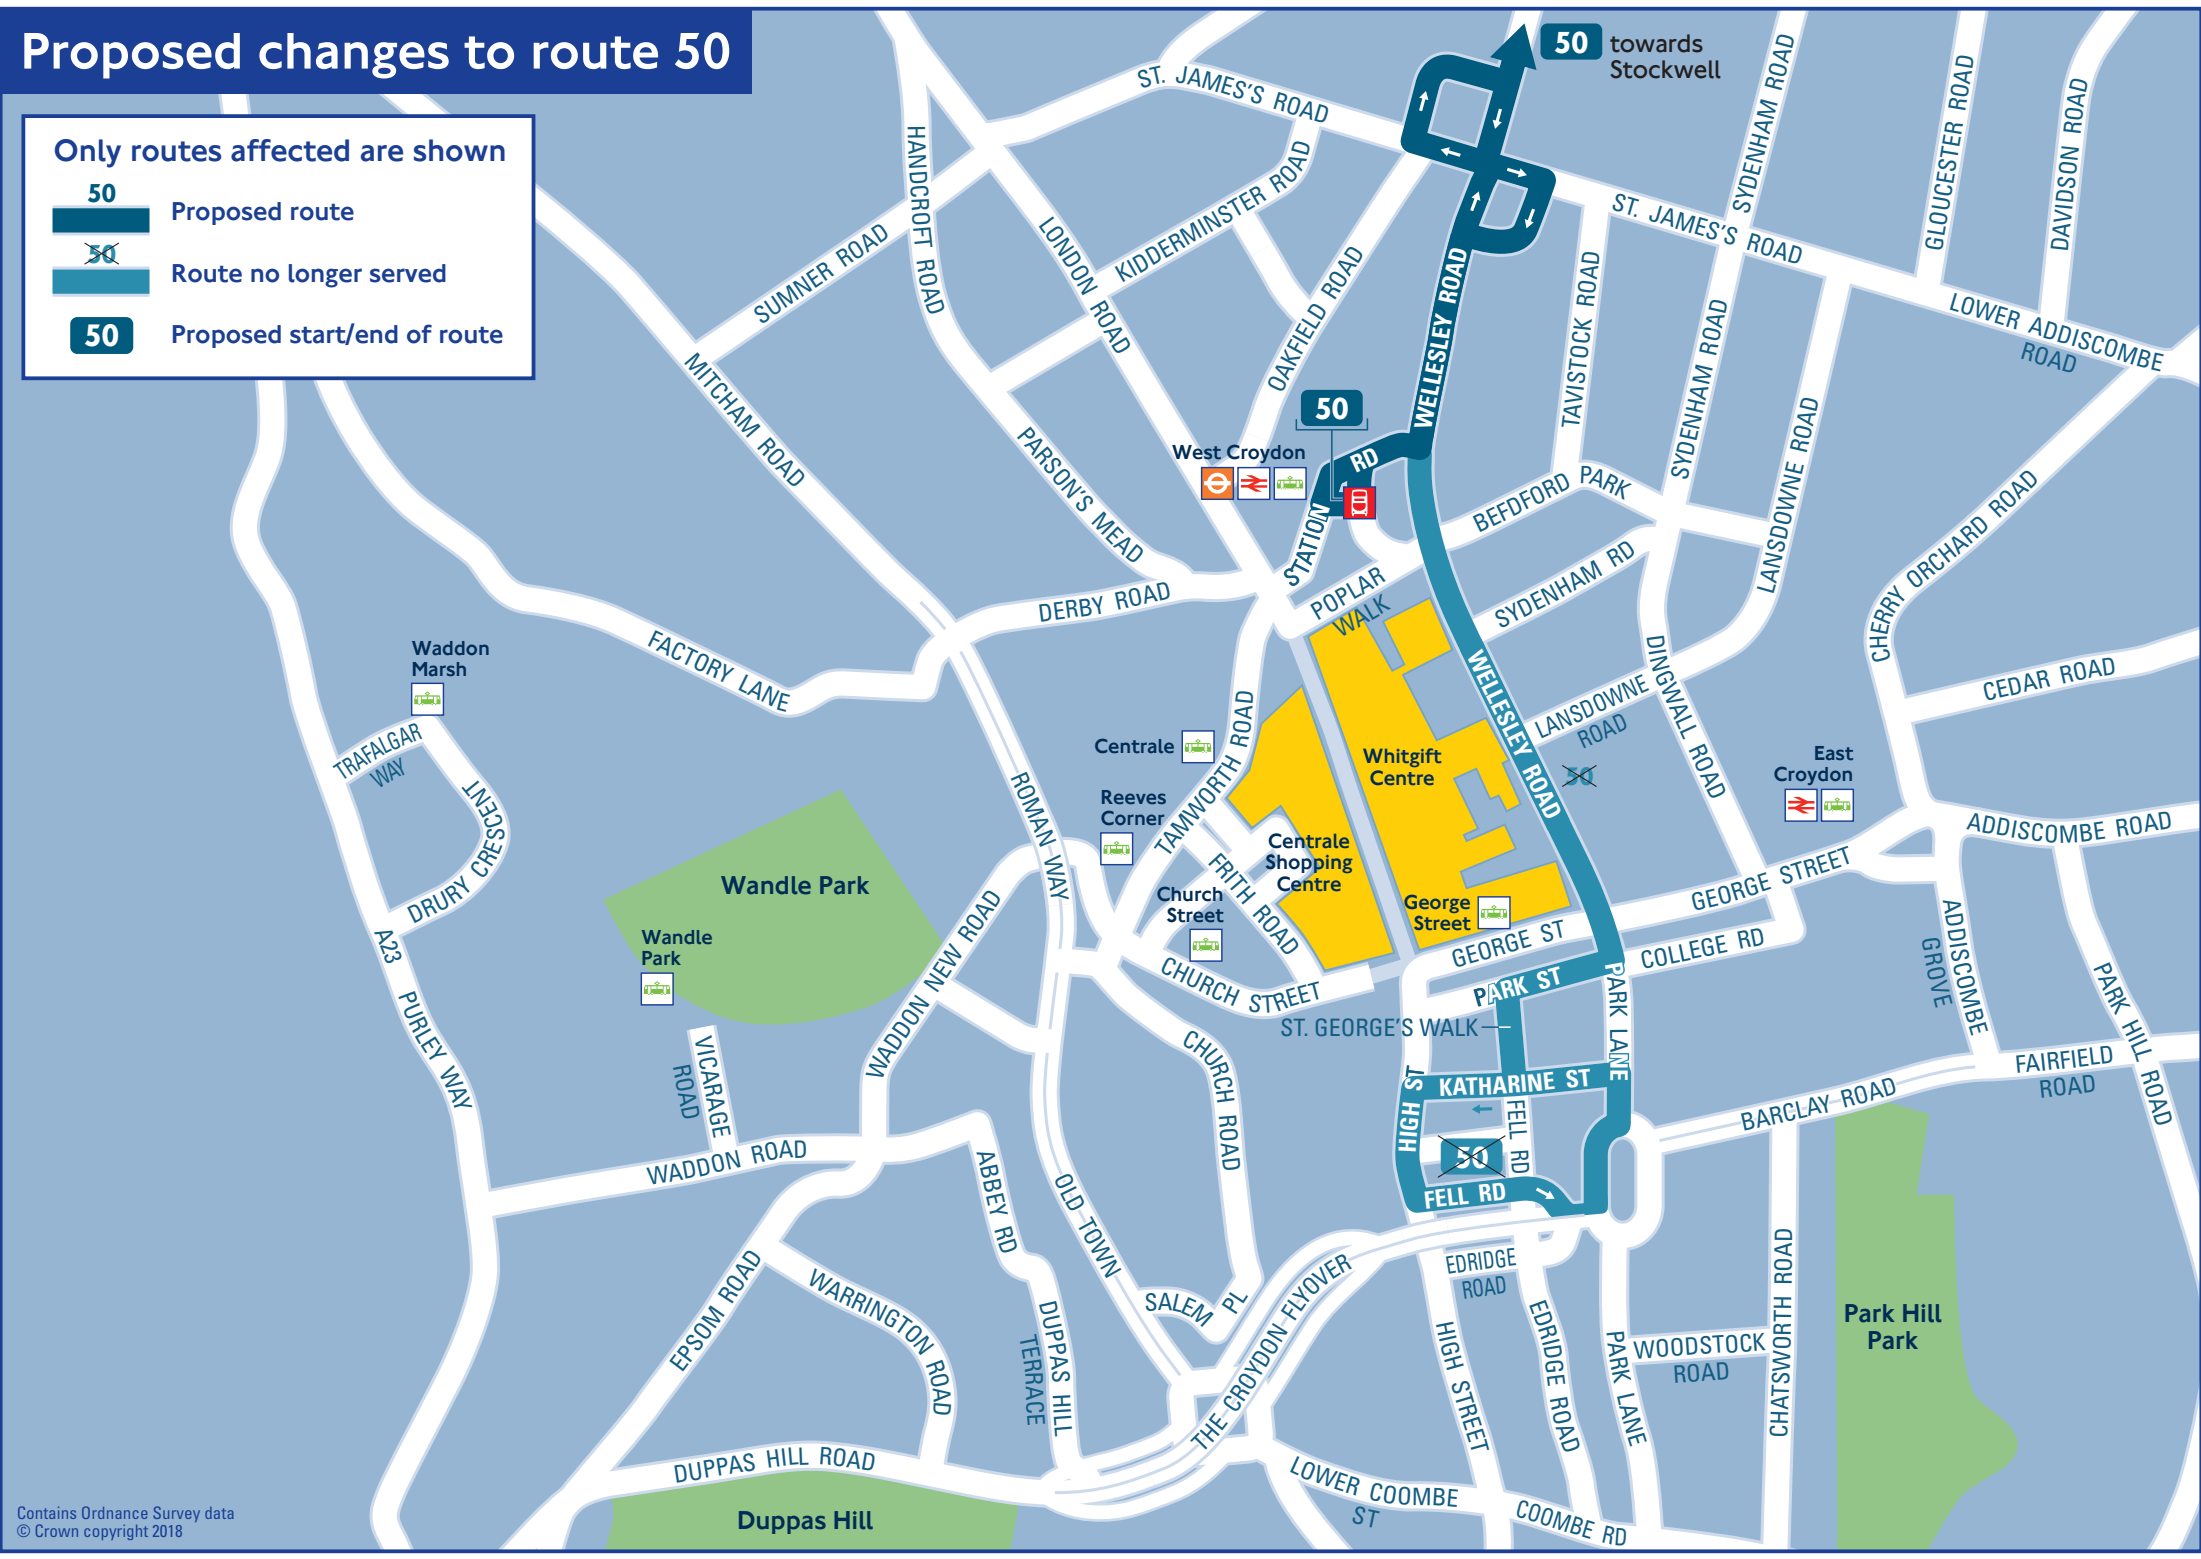 Proposed changes to route 50
Only routes affected are shown
50
Proposed route
50
Route no longer served
50
Proposed start/end of route
50
towards
Stockwell
ST. JAMES'S ROAD
HANDCROFT ROAD
SUMNER ROAD
LONDON ROAD
KIDDERMINSTER ROAD
OAKFIELD ROAD
WELLESLEY ROAD
TAVISTOCK ROAD
ST. JAMES'S ROAD
SYDENHAM ROAD
SYDENHAM ROAD
GLOUCESTER ROAD
DAVIDSON ROAD
LOWER ADDISCOMBE
ROAD
LANSDOWNE ROAD
MITCHAM ROAD
PARSON'S MEAD
50
West Croydon
STATION
RD
BEDFORD PARK
SYDENHAM RD
POPLAR
WALK
CHERRY ORCHARD ROAD
CEDAR ROAD
DERBY ROAD
FACTORY LANE
Waddon
Marsh
TRAFALGAR
WAY
DRURY CRESCENT
A23
PURLEY WAY
ROMAN WAY
Centrale
TAMWORTH ROAD
Reeves
Corner
Whitgift
Centre
WELLESLEY ROAD
50
LANSDOWNE
ROAD
DINGWALL ROAD
East
Croydon
ADDISCOMBE ROAD
GEORGE STREET
Centrale
Shopping
Centre
FRITH ROAD
Church
Street
CHURCH STREET
George
Street
GEORGE ST
COLLEGE RD
PARK ST
ST. GEORGE'S WALK
PARK LANE
Wandle Park
Wandle
Park
WADDON NEW ROAD
VICARAGE
ROAD
WADDON ROAD
CHURCH ROAD
ADDISCOMBE
GROVE
PARK HILL ROAD
FAIRFIELD
ROAD
BARCLAY ROAD
KATHARINE ST
HIGH ST
FELL RD
50
FELL RD
ABBEY RD
OLD TOWN
EPSOM ROAD
WARRINGTON ROAD
DUPPAS HILL
TERRACE
SALEM PL
THE CROYDON FLYOVER
EDRIDGE
ROAD
HIGH STREET
EDRIDGE ROAD
PARK LANE
WOODSTOCK
ROAD
CHATSWORTH ROAD
Park Hill
Park
DUPPAS HILL ROAD
Duppas Hill
LOWER COOMBE
ST
COOMBE RD
Contains Ordnance Survey data
© Crown copyright 2018